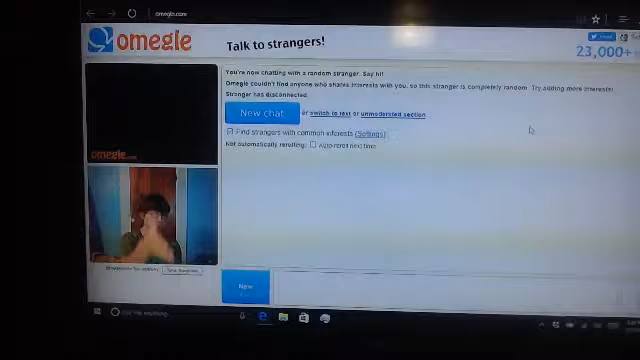 omegle.com
omegle
Talk to strangers!
23,000+
You're now chatting with a random stranger. Say hi!
Omegle couldn't find anyone who shares interests with you, so this stranger is completely random. Try adding more interests!
Stranger has disconnected.
New chat or switch to text or unmoderated section
Find strangers with common interests (Settings)
Not automatically rerolling: Auto-reroll next time
omegle.com
New